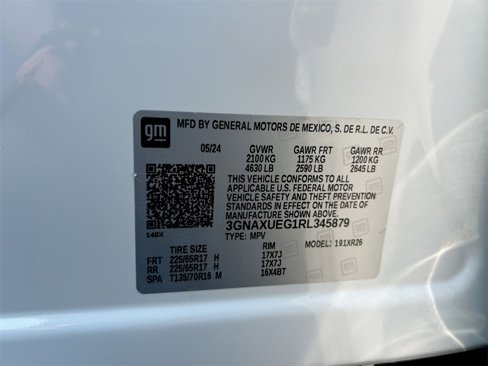 gm
MFD BY GENERAL MOTORS DE MEXICO, S. DE R.L. DE C.V.
05/24 GVWR GAWR FRT GAWR RR
2100 KG 1175 KG 1200 KG
4630 LB 2590 LB 2645 LB
THIS VEHICLE CONFORMS TO ALL
APPLICABLE U.S. FEDERAL MOTOR
VEHICLE SAFETY AND THEFT PREVENTION
STANDARDS IN EFFECT ON THE DATE OF
MANUFACTURE SHOWN ABOVE.
3GNAXUEG1RL345879
140X TYPE: MPV MODEL: 191XR26
TIRE SIZE RIM
FRT 225/65R17 H 17X7J
RR 225/65R17 H 17X7J
SPA T135/70R16 M 16X4BT